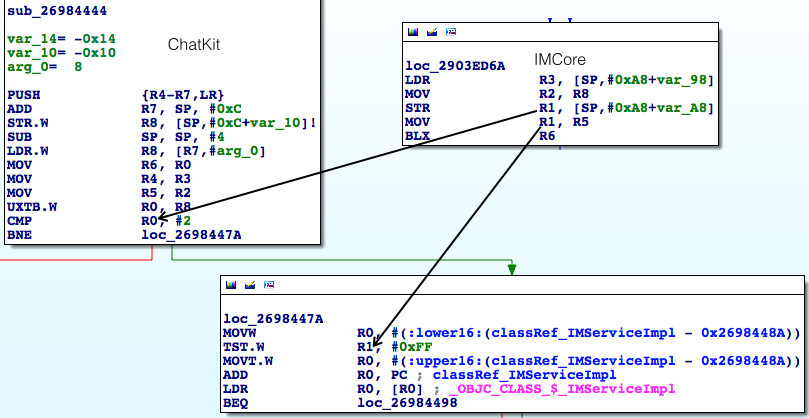 sub_26984444
var_14= -0x14
var_10= -0x10
arg_0= 8
ChatKit
PUSH {R4-R7,LR}
ADD R7, SP, #0xC
STR.W R8, [SP,#0xC+var_10]!
SUB SP, SP, #4
LDR.W R8, [R7,#arg_0]
MOV R6, R0
MOV R4, R3
MOV R5, R2
UXTB.W R0, R8
CMP R0, #2
BNE loc_2698447A
IMCore
loc_2903ED6A
LDR R3, [SP,#0xA8+var_98]
MOV R2, R8
STR R1, [SP,#0xA8+var_A8]
MOV R1, R5
BLX R6
loc_2698447A
MOVW R0, #(:lower16:(classRef_IMServiceImpl - 0x2698448A))
TST.W R1, #0xFF
MOVT.W R0, #(:upper16:(classRef_IMServiceImpl - 0x2698448A))
ADD R0, PC ; classRef_IMServiceImpl
LDR R0, [R0] ; _OBJC_CLASS_$_IMServiceImpl
BEQ loc_26984498